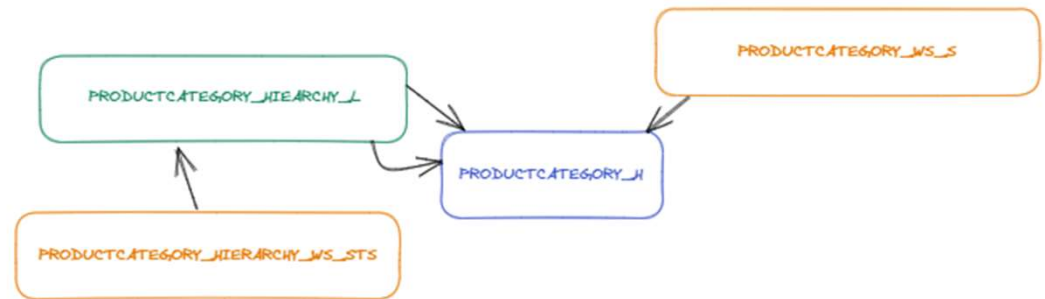 PRODUCTCATEGORY_WS_S
PRODUCTCATEGORY_HIEARCHY_L
PRODUCTCATEGORY_H
PRODUCTCATEGORY_HIERARCHY_WS_STS